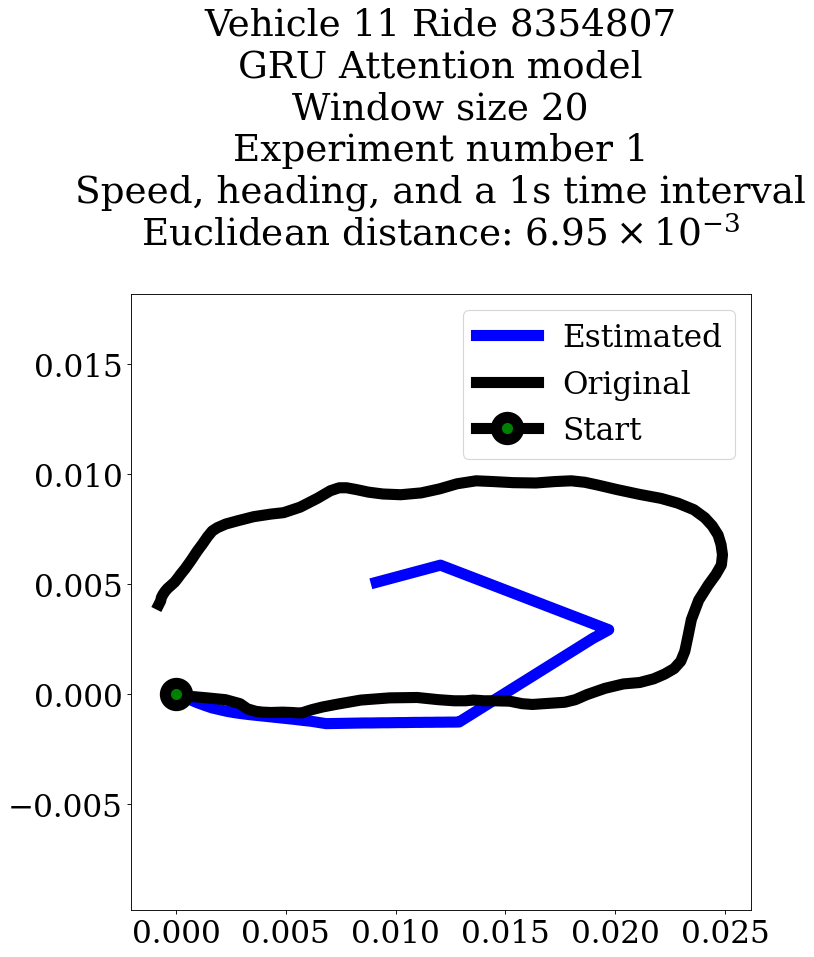 Vehicle 11 Ride 8354807
GRU Attention model
Window size 20
Experiment number 1
Speed, heading, and a 1s time interval
Euclidean distance: 6.95 × 10⁻³
Estimated
Original
Start
0.015
0.010
0.005
0.000
−0.005
0.000 0.005 0.010 0.015 0.020 0.025